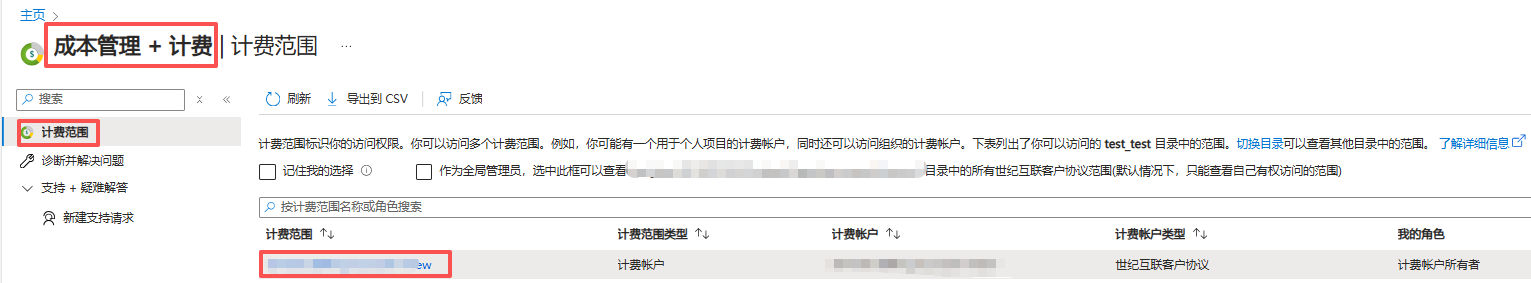 主页
成本管理 + 计费 | 计费范围 ...
搜索
刷新 导出到 CSV 反馈
计费范围
诊断并解决问题
支持 + 疑难解答
新建支持请求
计费范围标识你的访问权限。你可以访问多个计费范围。例如，你可能有一个用于个人项目的计费帐户，同时还可以访问组织的计费帐户。下表列出了你可以访问的 test_test 目录中的范围。切换目录可以查看其他目录中的范围。 了解详细信息
记住我的选择 作为全局管理员，选中此框可以查看 目录中的所有世纪互联客户协议范围(默认情况下，只能查看自己有权访问的范围)
按计费范围名称或角色搜索
计费范围 计费范围类型 计费帐户 计费帐户类型 我的角色
ew 计费帐户 世纪互联客户协议 计费帐户所有者